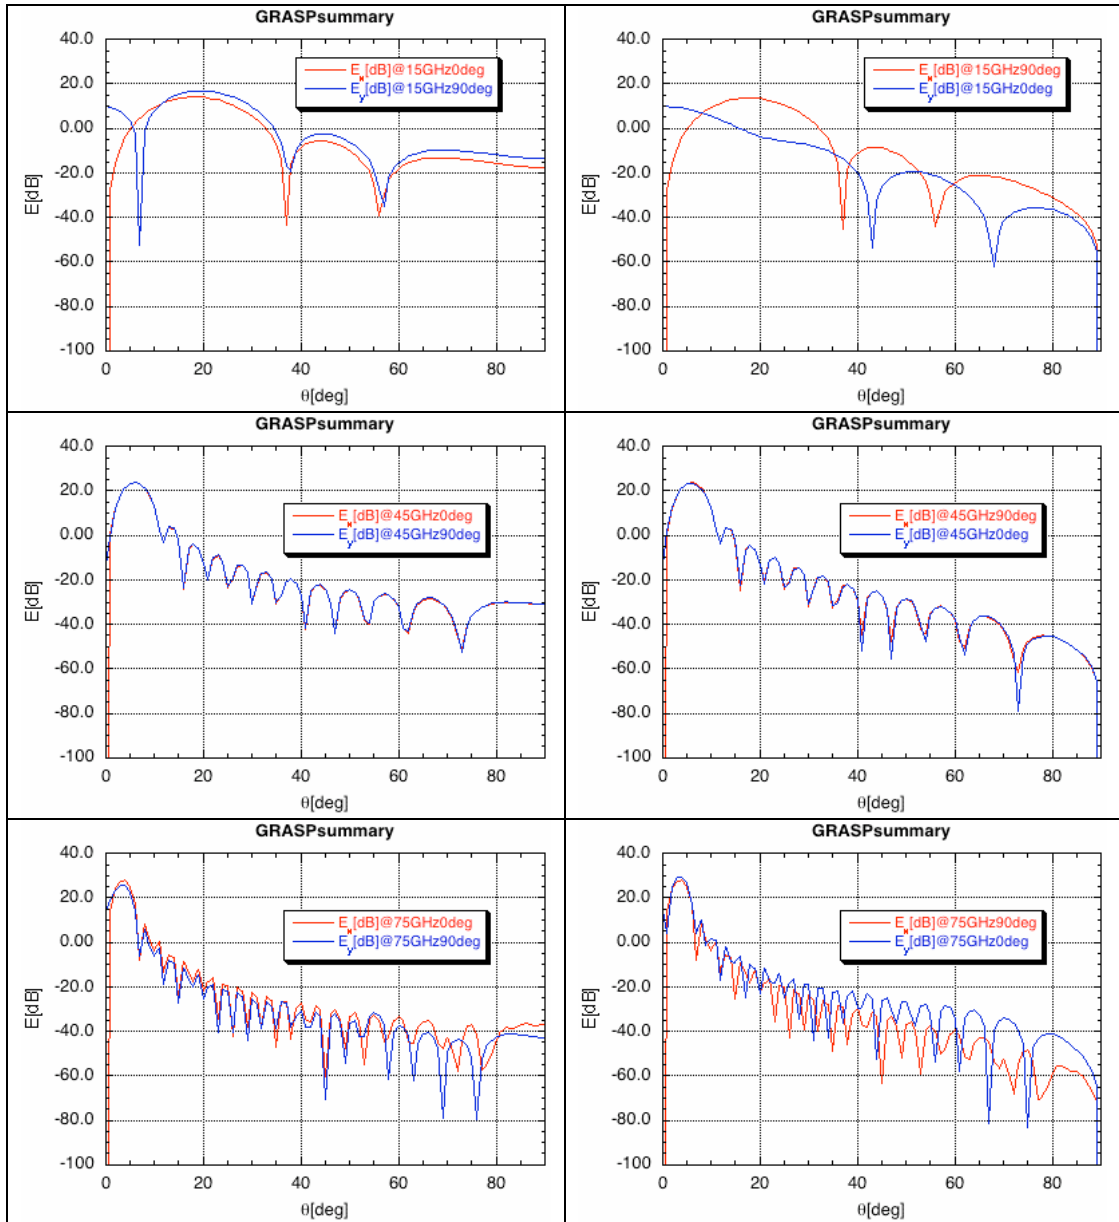 GRASPsummary
40.0
20.0
0.00
-20.0
-40.0
-60.0
-80.0
-100
E[dB]
Ex[dB]@15GHz0deg
Ey[dB]@15GHz90deg
0 20 40 60 80
θ[deg]
GRASPsummary
40.0
20.0
0.00
-20.0
-40.0
-60.0
-80.0
-100
E[dB]
Ex[dB]@15GHz90deg
Ey[dB]@15GHz0deg
0 20 40 60 80
θ[deg]
GRASPsummary
40.0
20.0
0.00
-20.0
-40.0
-60.0
-80.0
-100
E[dB]
Ex[dB]@45GHz0deg
Ey[dB]@45GHz90deg
0 20 40 60 80
θ[deg]
GRASPsummary
40.0
20.0
0.00
-20.0
-40.0
-60.0
-80.0
-100
E[dB]
Ex[dB]@45GHz90deg
Ey[dB]@45GHz0deg
0 20 40 60 80
θ[deg]
GRASPsummary
40.0
20.0
0.00
-20.0
-40.0
-60.0
-80.0
-100
E[dB]
Ex[dB]@75GHz0deg
Ey[dB]@75GHz90deg
0 20 40 60 80
θ[deg]
GRASPsummary
40.0
20.0
0.00
-20.0
-40.0
-60.0
-80.0
-100
E[dB]
Ex[dB]@75GHz90deg
Ey[dB]@75GHz0deg
0 20 40 60 80
θ[deg]